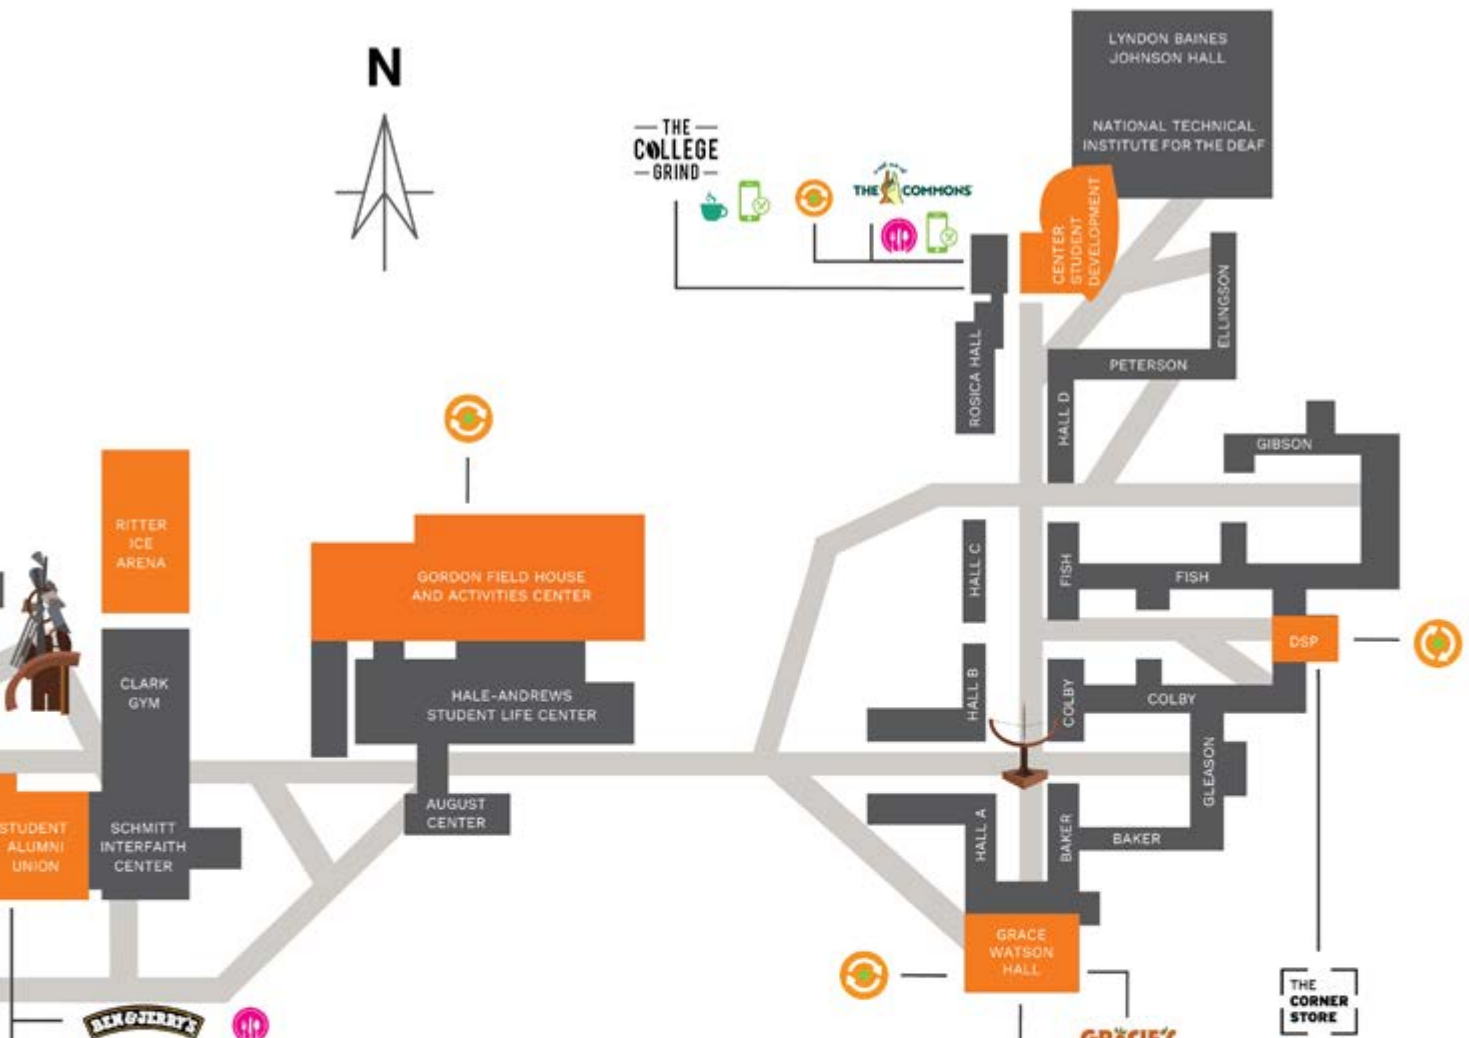 N
LYNDON BAINES
JOHNSON HALL
NATIONAL TECHNICAL
INSTITUTE FOR THE DEAF
THE
COLLEGE
GRIND
THE COMMONS
CENTER
STUDENT
DEVELOPMENT
ELLINGSON
ROSICA HALL
PETERSON
HALL D
GIBSON
RITTER
ICE
ARENA
GORDON FIELD HOUSE
AND ACTIVITIES CENTER
HALL C
FISH
FISH
DSP
CLARK
GYM
HALE-ANDREWS
STUDENT LIFE CENTER
HALL B
COLBY
COLBY
GLEASON
STUDENT
ALUMNI
UNION
SCHMITT
INTERFAITH
CENTER
AUGUST
CENTER
HALL A
BAKER
BAKER
GRACE
WATSON
HALL
THE
CORNER
STORE
BEN & JERRY'S
GRACIE'S